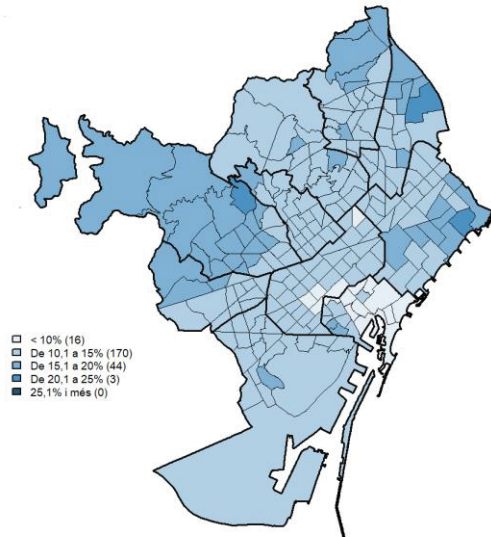 < 10% (16)
De 10,1 a 15% (170)
De 15,1 a 20% (44)
De 20,1 a 25% (3)
25,1% i més (0)